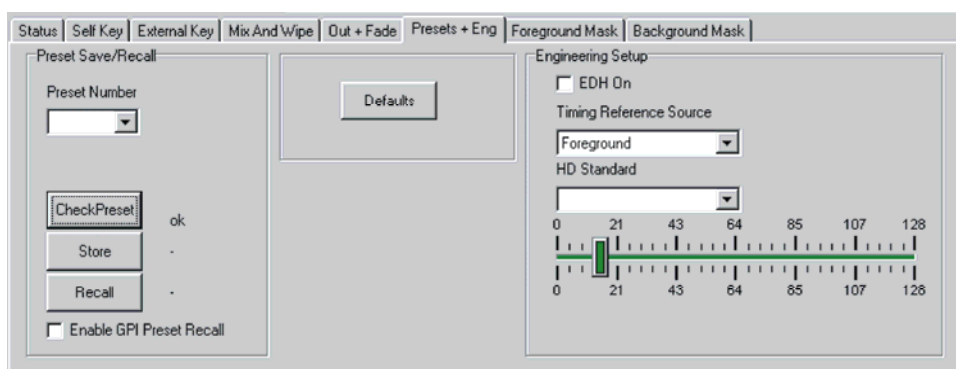 Status Self Key External Key Mix And Wipe Out + Fade Presets + Eng Foreground Mask Background Mask
Preset Save/Recall
Preset Number
CheckPreset ok
Store -
Recall -
Enable GPI Preset Recall
Defaults
Engineering Setup
EDH On
Timing Reference Source
Foreground
HD Standard
0 21 43 64 85 107 128
0 21 43 64 85 107 128